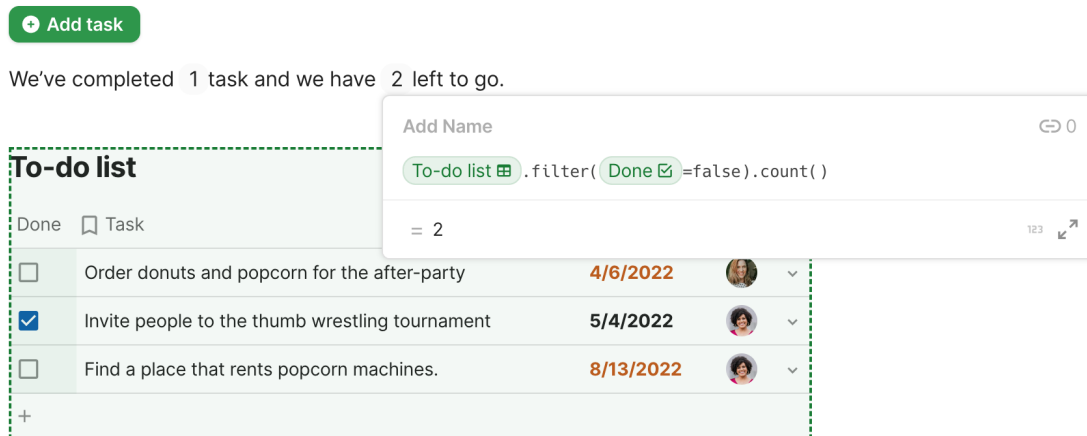 Add task
We’ve completed 1 task and we have 2 left to go.
Add Name 0
To-do list .filter( Done =false).count()
= 2 123
To-do list
Done Task
Order donuts and popcorn for the after-party 4/6/2022
Invite people to the thumb wrestling tournament 5/4/2022
Find a place that rents popcorn machines. 8/13/2022
+